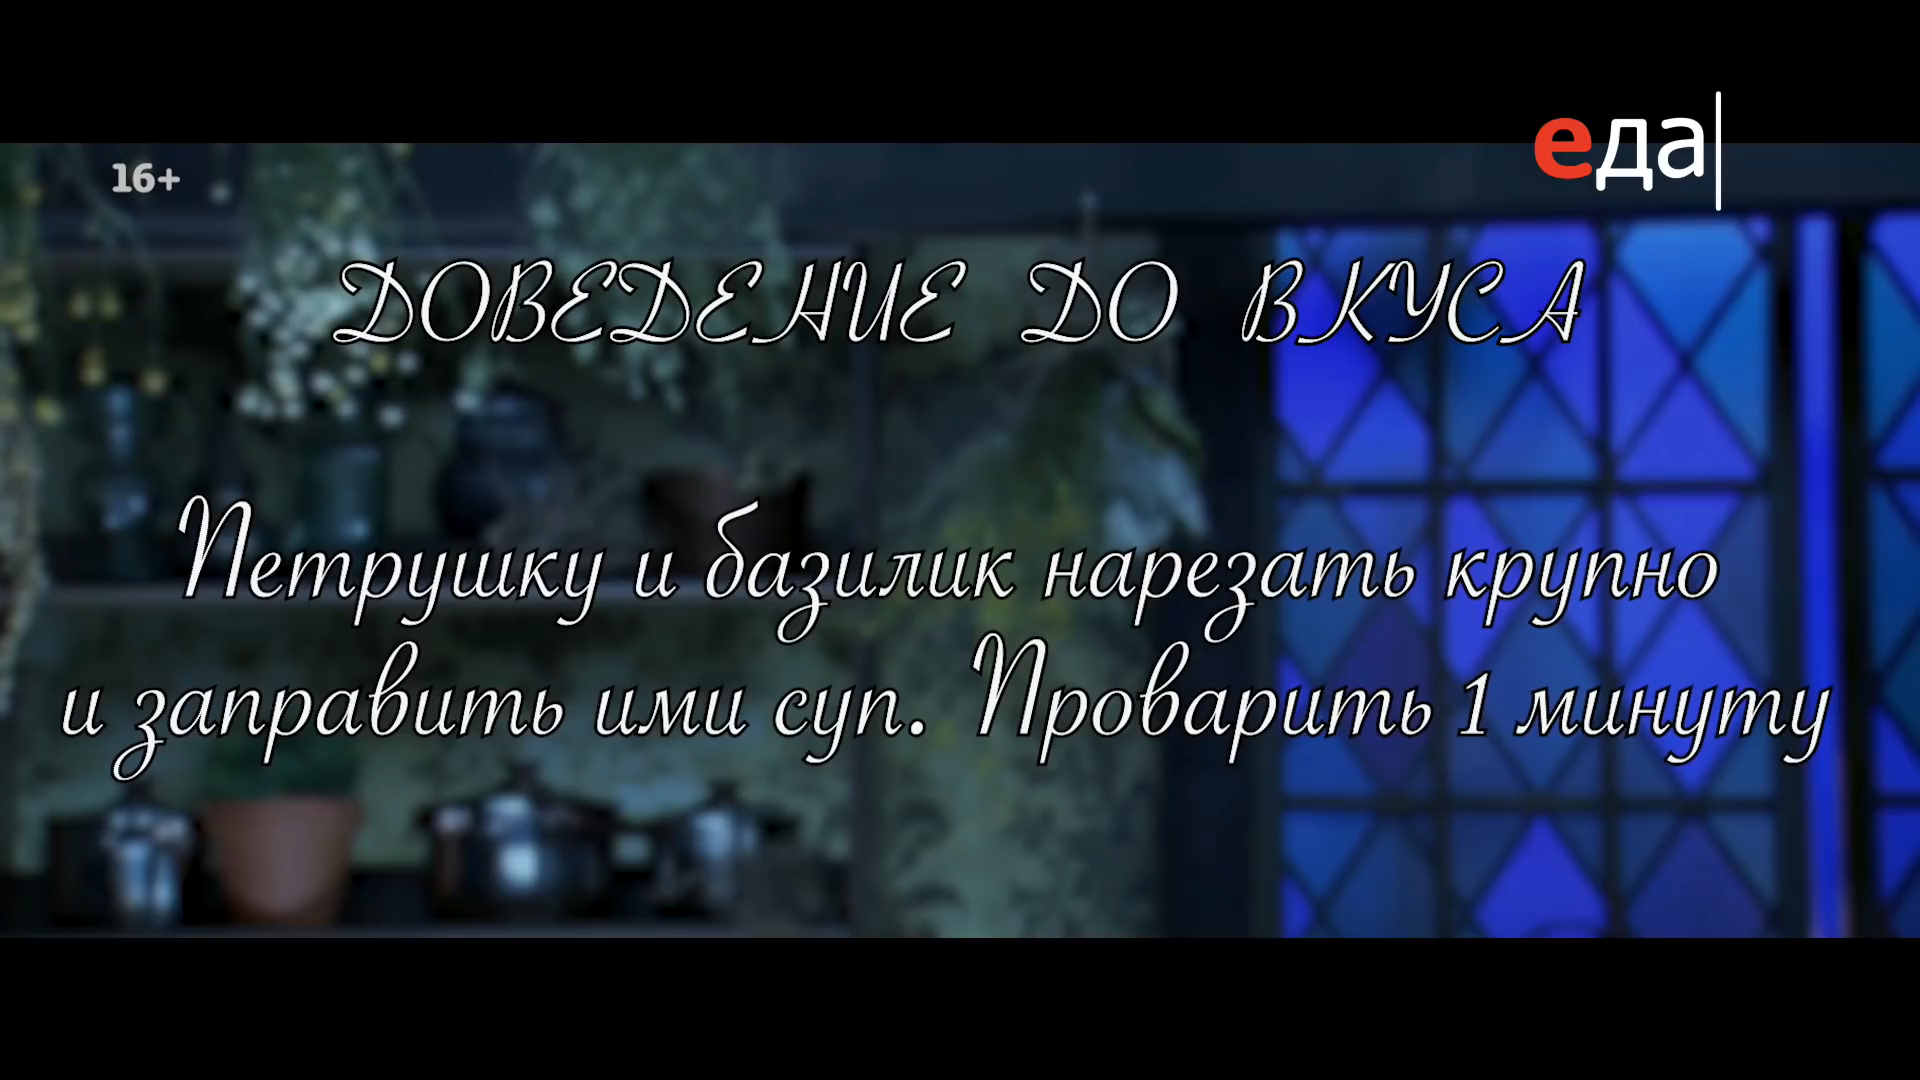 еда
16+
ДОВЕДЕНИЕ ДО ВКУСА
Петрушку и базилик нарезать крупно
и заправить ими суп. Проварить 1 минуту